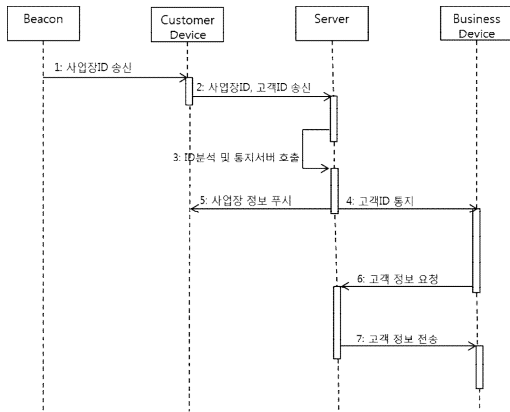 Beacon
Customer
Device
Server
Business
Device
1: 사업장ID 송신
2: 사업장ID, 고객ID 송신
3: ID분석 및 통지서버 호출
5: 사업장 정보 푸시
4: 고객ID 통지
6: 고객 정보 요청
7: 고객 정보 전송